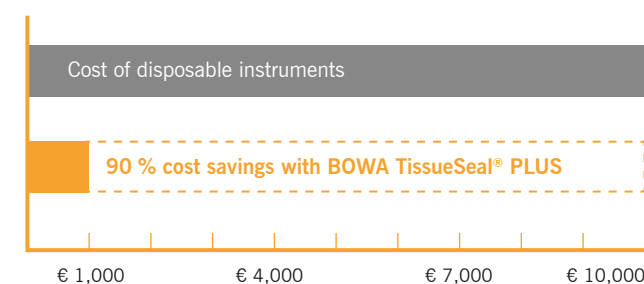 Cost of disposable instruments
90 % cost savings with BOWA TissueSeal® PLUS
€ 1,000 € 4,000 € 7,000 € 10,000